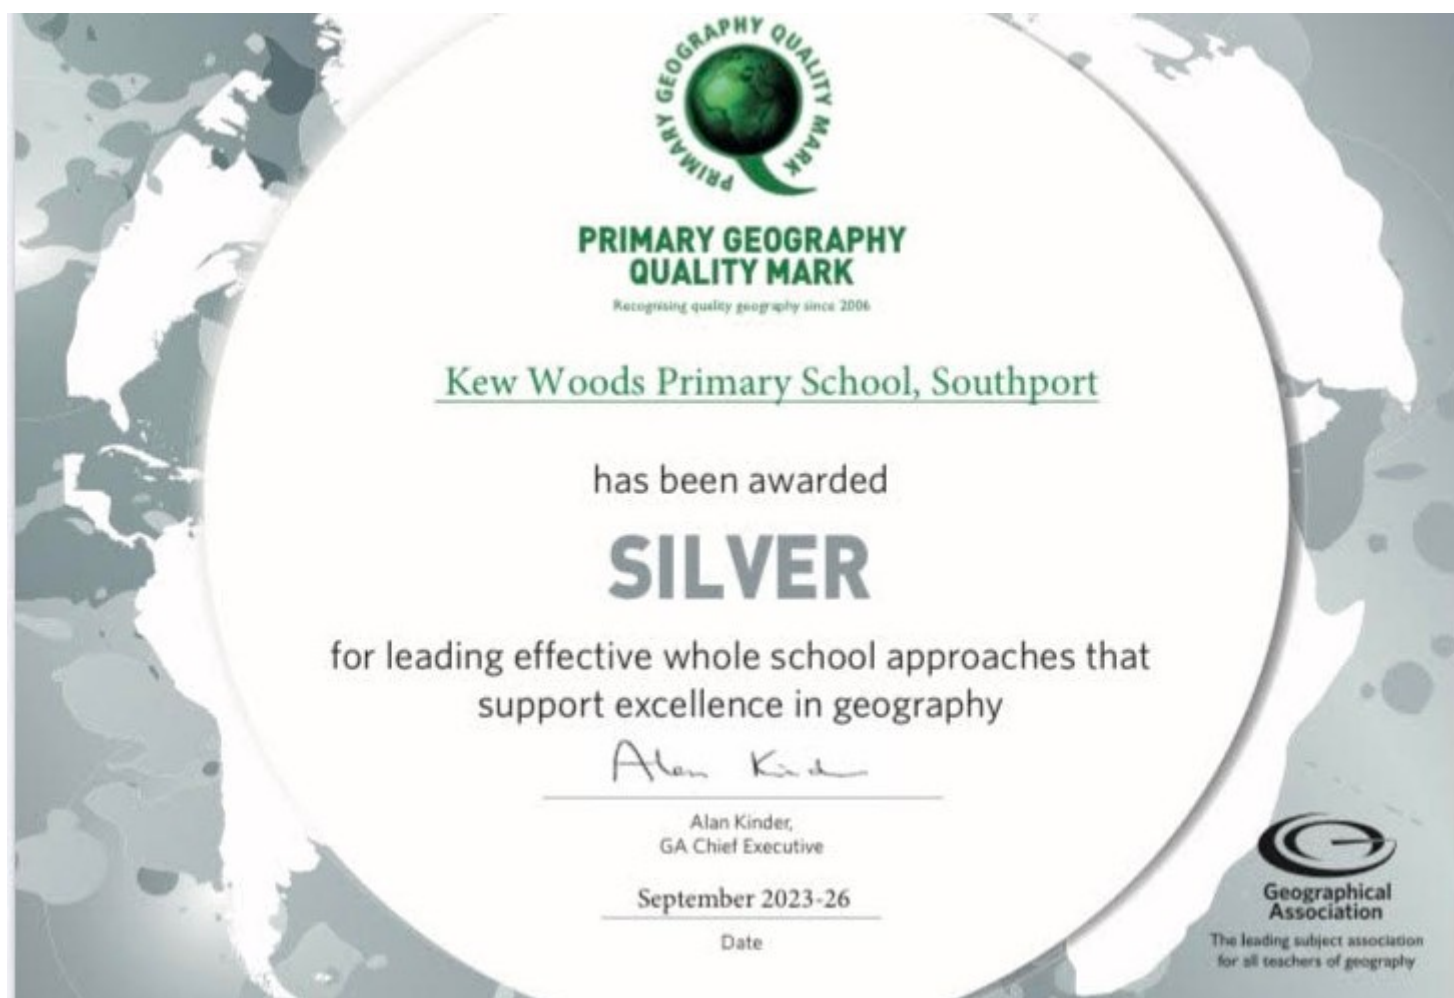 PRIMARY GEOGRAPHY QUALITY MARK
PRIMARY GEOGRAPHY
QUALITY MARK
Recognising quality geography since 2006
Kew Woods Primary School, Southport
has been awarded
SILVER
for leading effective whole school approaches that
support excellence in geography
Alan Kinder
Alan Kinder,
GA Chief Executive
September 2023-26
Date
Geographical
Association
The leading subject association
for all teachers of geography